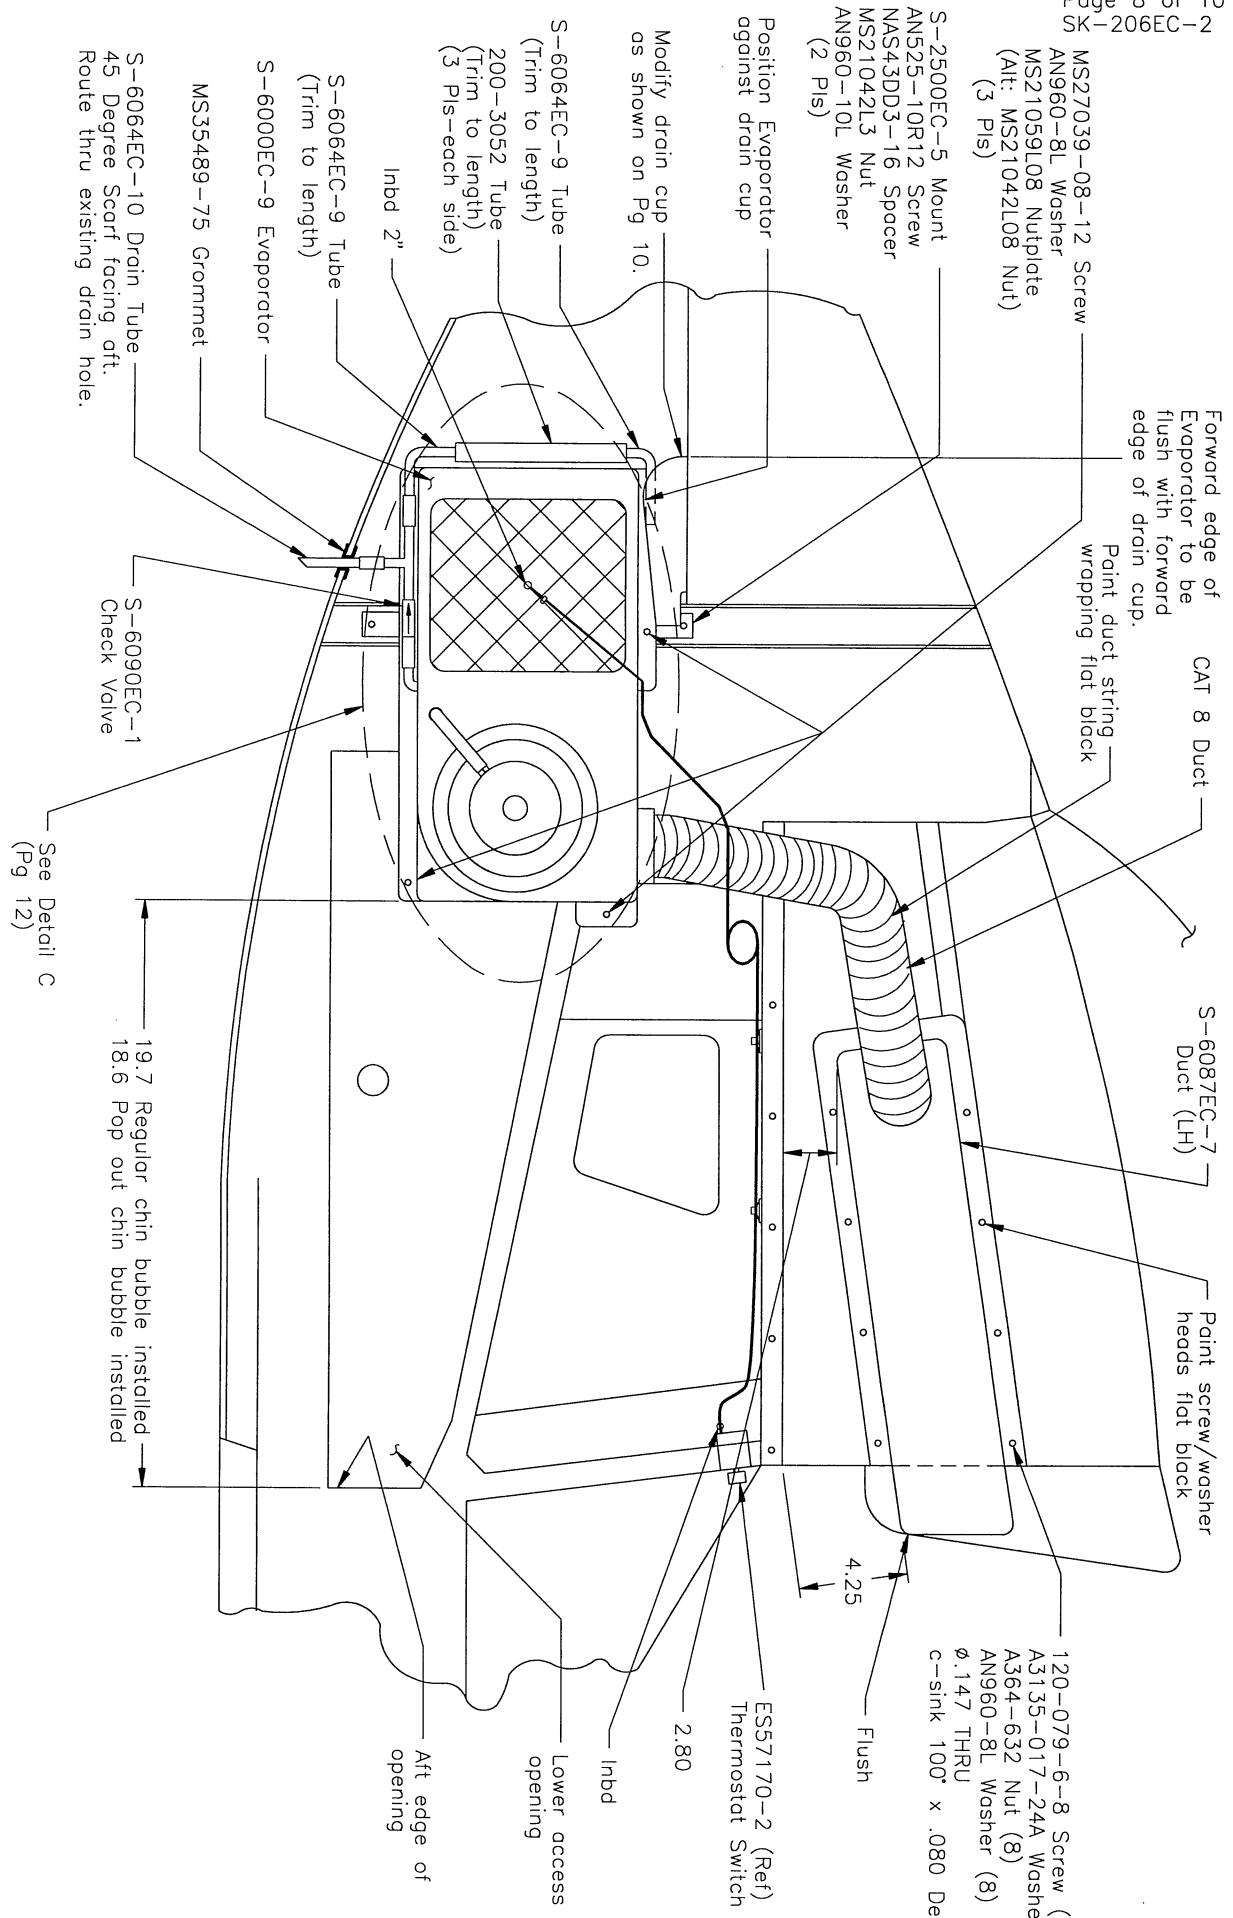 SK-206EC-2
MS27039-08-12 Screw
AN960-8L Washer
MS21059L08 Nutplate
(Alt: MS21042L08 Nut)
(3 Pls)
S-2500EC-5 Mount
AN525-10R12 Screw
NAS43DD3-16 Spacer
MS21042L3 Nut
AN960-10L Washer
(2 Pls)
Position Evaporator
against drain cup
Modify drain cup
as shown on Pg 10.
S-6064EC-9 Tube
(Trim to length)
200-3052 Tube
(Trim to length)
(3 Pls-each side)
Inbd 2"
S-6064EC-9 Tube
(Trim to length)
S-6000EC-9 Evaporator
MS35489-75 Grommet
S-6064EC-10 Drain Tube
45 Degree Scarf facing aft.
Route thru existing drain hole.
Forward edge of
Evaporator to be
flush with forward
edge of drain cup.
Paint duct string
wrapping flat black
CAT 8 Duct
S-6087EC-7
Duct (LH)
Paint screw/washer
heads flat black
S-6090EC-1
Check Valve
See Detail C
(Pg 12)
19.7 Regular chin bubble installed
18.6 Pop out chin bubble installed
4.25
120-079-6-8 Screw (
A3135-017-24A Washe
A364-632 Nut (8)
AN960-8L Washer (8)
ø.147 THRU
c-sink 100° x .080 De
Flush
ES57170-2 (Ref)
Thermostat Switch
2.80
Inbd
Lower access
opening
Aft edge of
opening